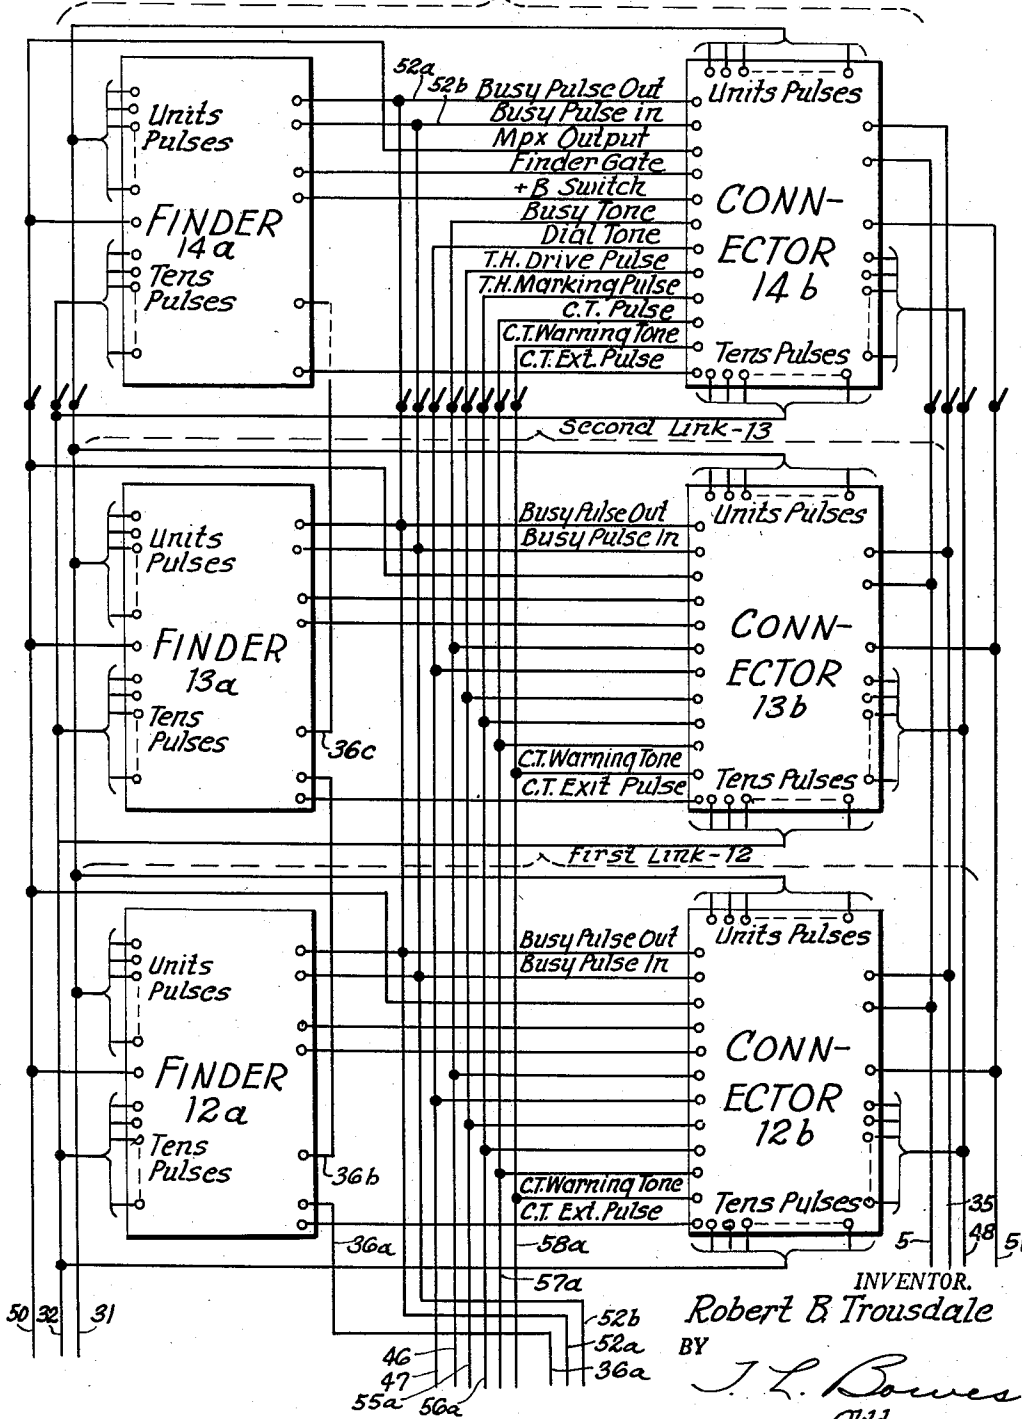 52a
52b
Busy Pulse Out
Busy Pulse in
Mpx Output
Finder Gate
+B Switch
Busy Tone
Dial Tone
T.H. Drive Pulse
T.H. Marking Pulse
C.T. Pulse
C.T. Warning Tone
C.T. Ext. Pulse
Units
Pulses
FINDER
14a
Tens
Pulses
Units Pulses
CONN-
ECTOR
14b
Tens Pulses
Second Link-13
Units
Pulses
FINDER
13a
Tens
Pulses
36c
Busy Pulse Out
Busy Pulse In
C.T. Warning Tone
C.T. Exit Pulse
Units Pulses
CONN-
ECTOR
13b
Tens Pulses
First Link-12
Units
Pulses
FINDER
12a
Tens
Pulses
36b
36a
Busy Pulse Out
Busy Pulse In
C.T. Warning Tone
C.T. Ext. Pulse
58a
57a
Units Pulses
CONN-
ECTOR
12b
Tens Pulses
35
5
48
50
32
31
46
47
55a
56a
52b
52a
36a
INVENTOR.
Robert B. Trousdale
BY
J. L. Bowes